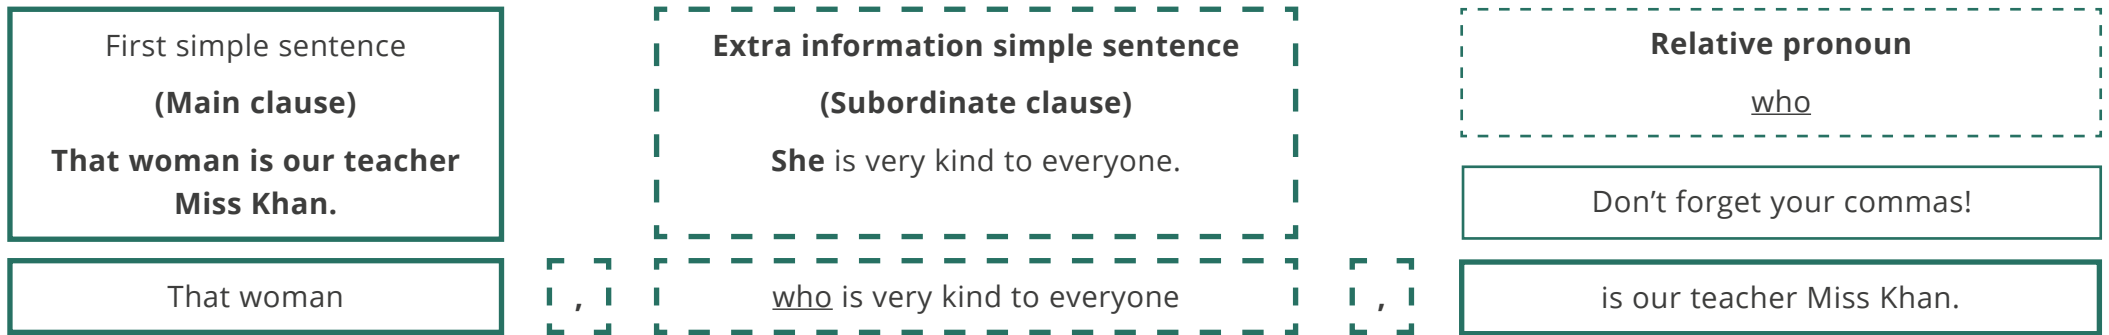 First simple sentence
(Main clause)
That woman is our teacher
Miss Khan.
Extra information simple sentence
(Subordinate clause)
She is very kind to everyone.
Relative pronoun
who
Don’t forget your commas!
That woman , who is very kind to everyone , is our teacher Miss Khan.